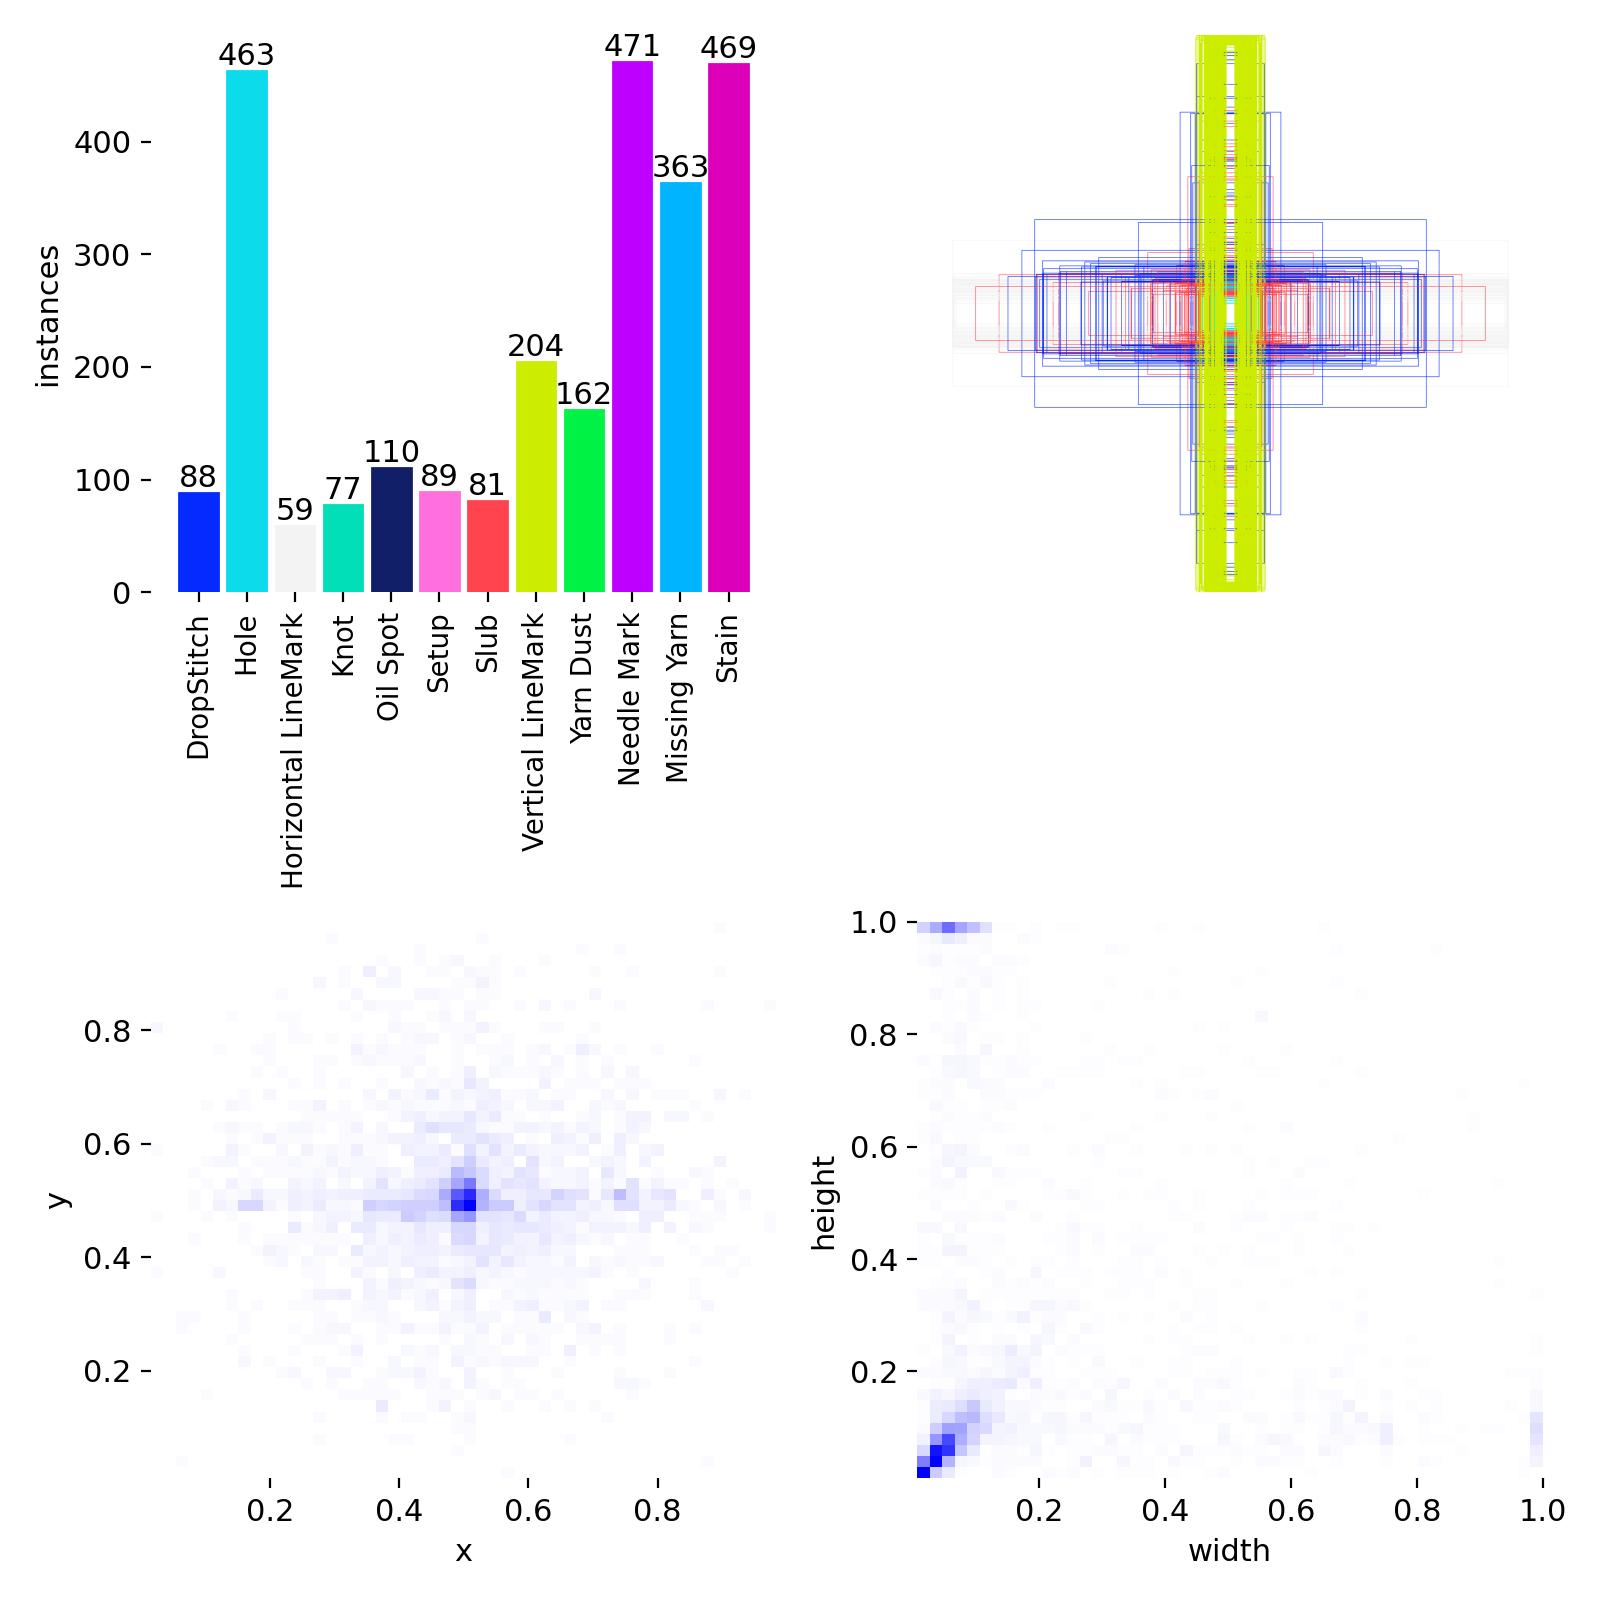 463
471
469
400
363
300
instances
204
200
162
110
88
89
81
77
100
59
0
DropStitch
Hole
Horizontal LineMark
Knot
Oil Spot
Setup
Slub
Vertical LineMark
Yarn Dust
Needle Mark
Missing Yarn
Stain
0.8
0.6
y
0.4
0.2
0.2 0.4 0.6 0.8
x
1.0
0.8
0.6
height
0.4
0.2
0.2 0.4 0.6 0.8 1.0
width